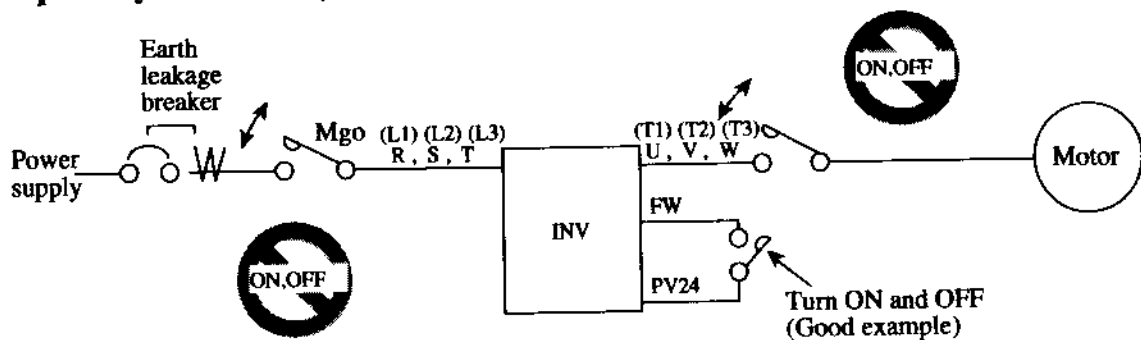 Earth
leakage
breaker
ON,OFF
Mgo
(L1) (L2) (L3)
R , S , T
(T1) (T2) (T3)
U , V , W
Power
supply
Motor
FW
INV
ON,OFF
PV24
Turn ON and OFF
(Good example)